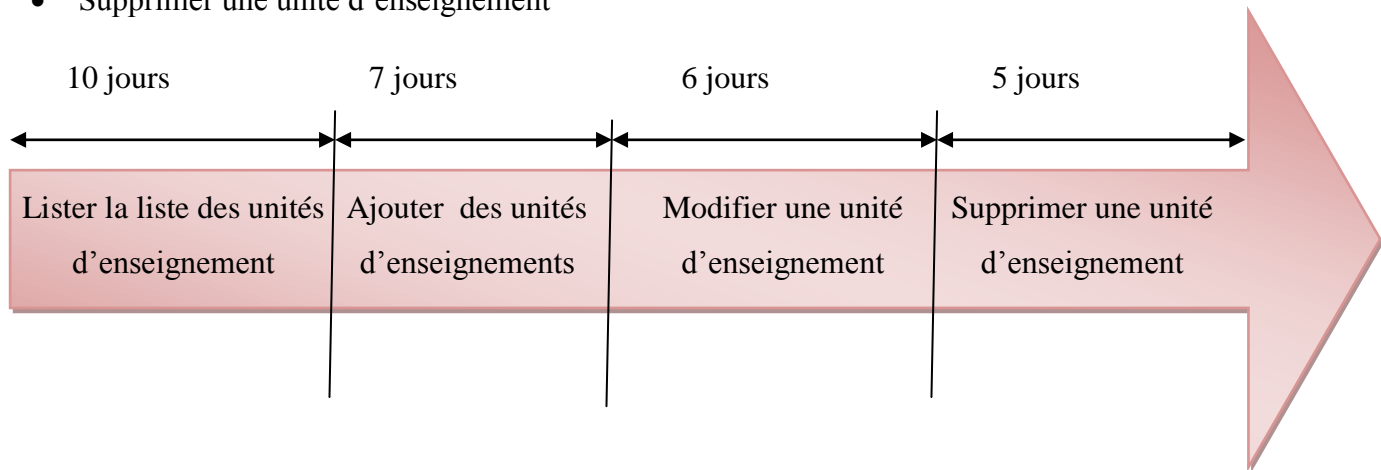 • Supprimer une unité d’enseignement
10 jours 7 jours 6 jours 5 jours
Lister la liste des unités Ajouter des unités Modifier une unité Supprimer une unité
d’enseignement d’enseignements d’enseignement d’enseignement